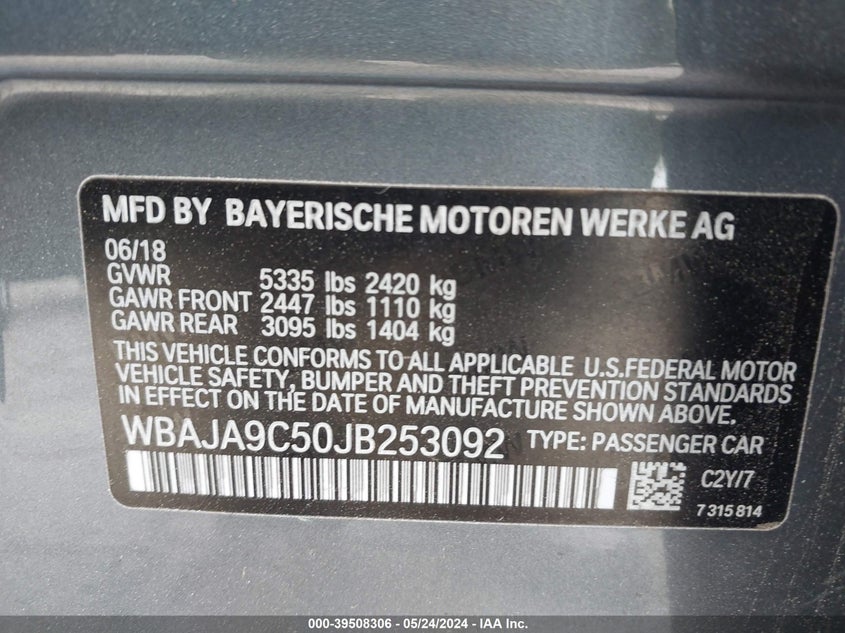 MFD BY BAYERISCHE MOTOREN WERKE AG
06/18
GVWR 5335 lbs 2420 kg
GAWR FRONT 2447 lbs 1110 kg
GAWR REAR 3095 lbs 1404 kg
THIS VEHICLE CONFORMS TO ALL APPLICABLE U.S.FEDERAL MOTOR
VEHICLE SAFETY, BUMPER AND THEFT PREVENTION STANDARDS
IN EFFECT ON THE DATE OF MANUFACTURE SHOWN ABOVE.
WBAJA9C50JB253092 TYPE: PASSENGER CAR
C2Y/7
7 315 814
000-39508306 - 05/24/2024 - IAA Inc.